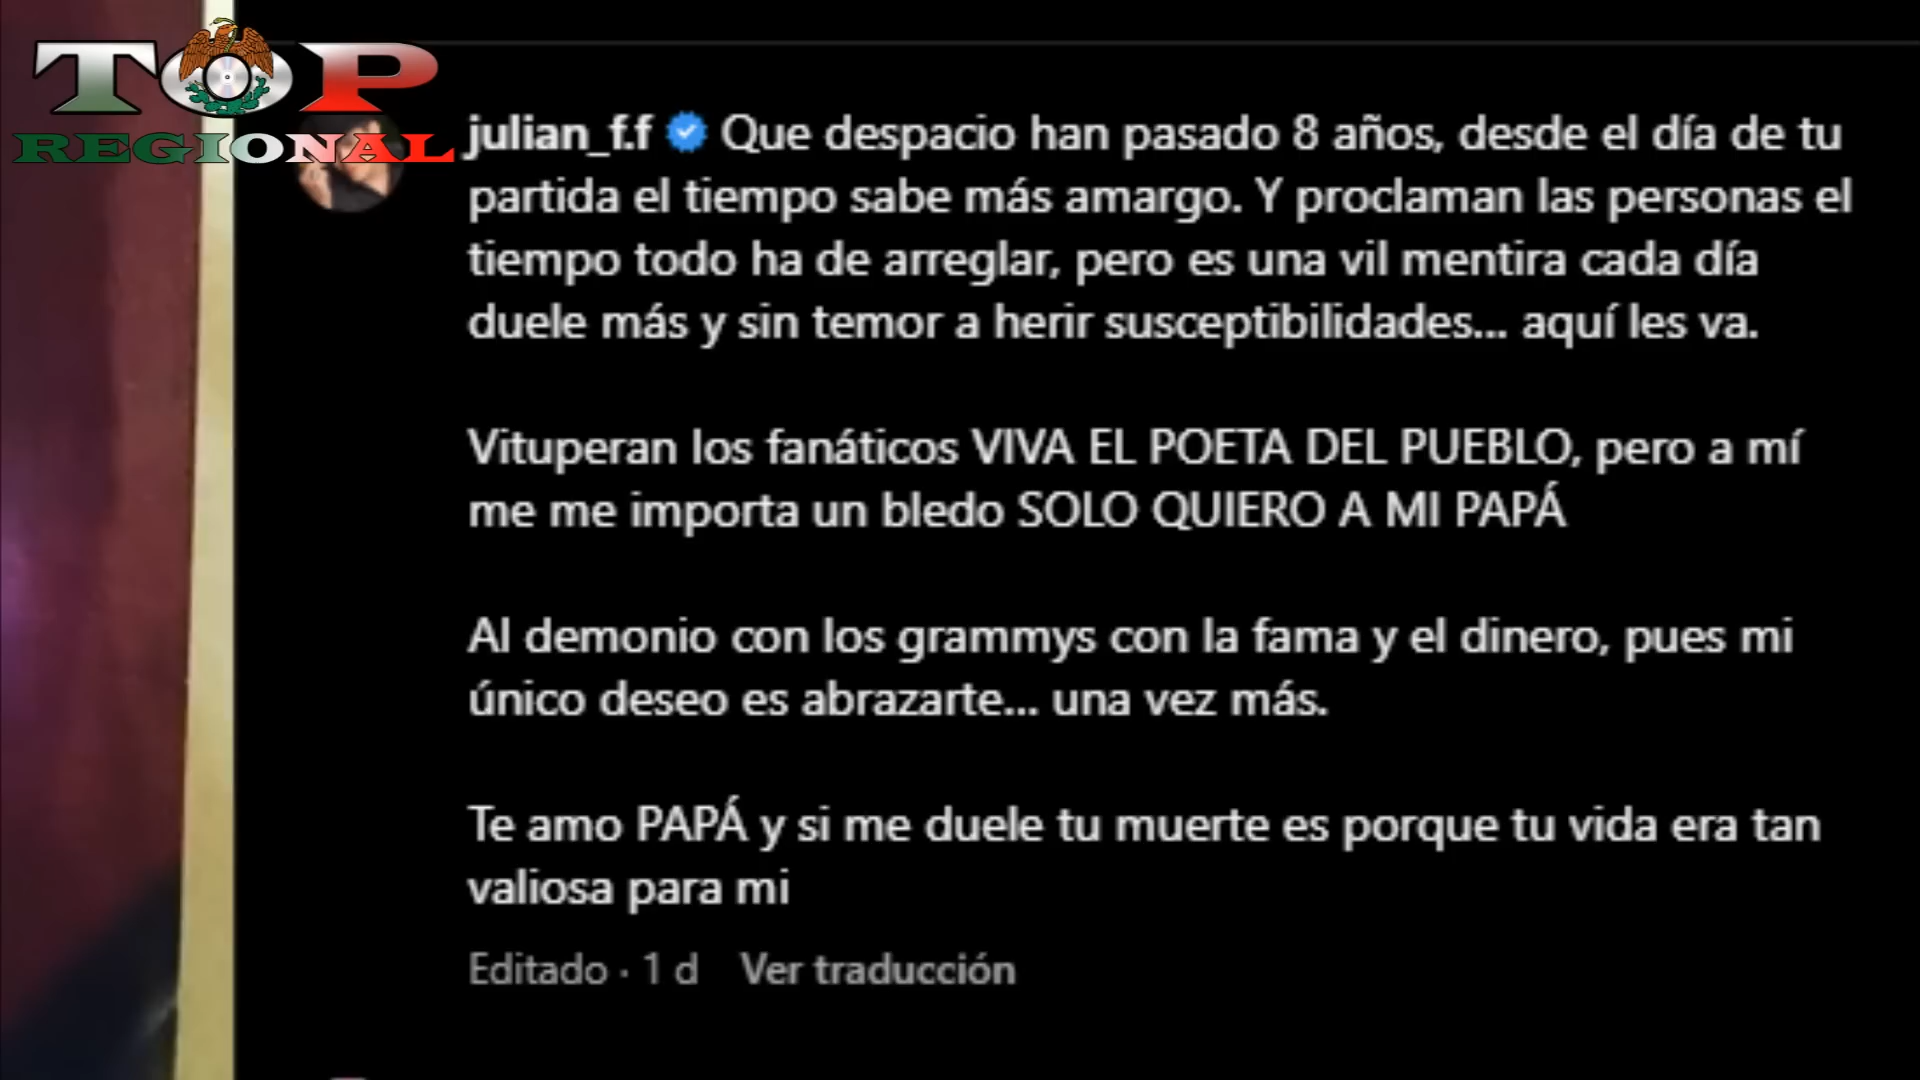 TOP
REGIONAL
julian_f.f Que despacio han pasado 8 años, desde el día de tu
partida el tiempo sabe más amargo. Y proclaman las personas el
tiempo todo ha de arreglar, pero es una vil mentira cada día
duele más y sin temor a herir susceptibilidades... aquí les va.
Vituperan los fanáticos VIVA EL POETA DEL PUEBLO, pero a mí
me me importa un bledo SOLO QUIERO A MI PAPÁ
Al demonio con los grammys con la fama y el dinero, pues mi
único deseo es abrazarte... una vez más.
Te amo PAPÁ y si me duele tu muerte es porque tu vida era tan
valiosa para mi
Editado · 1 d Ver traducción